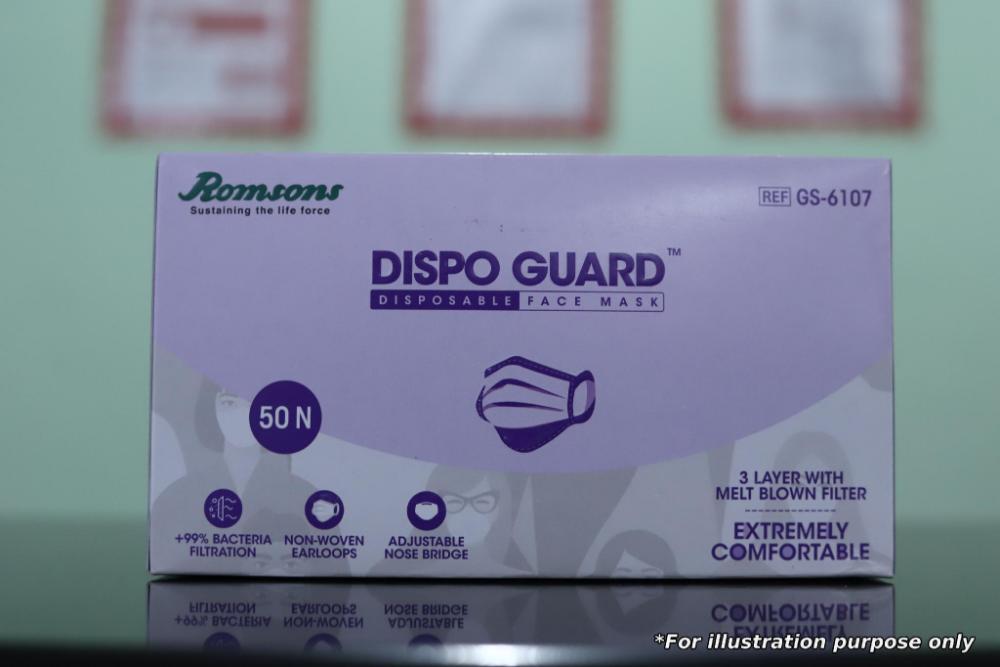 Romsons
Sustaining the life force
REF GS-6107
DISPO GUARD™
DISPOSABLE FACE MASK
50 N
+99% BACTERIA
FILTRATION
NON-WOVEN
EARLOOPS
ADJUSTABLE
NOSE BRIDGE
3 LAYER WITH
MELT BLOWN FILTER
EXTREMELY
COMFORTABLE
*For illustration purpose only